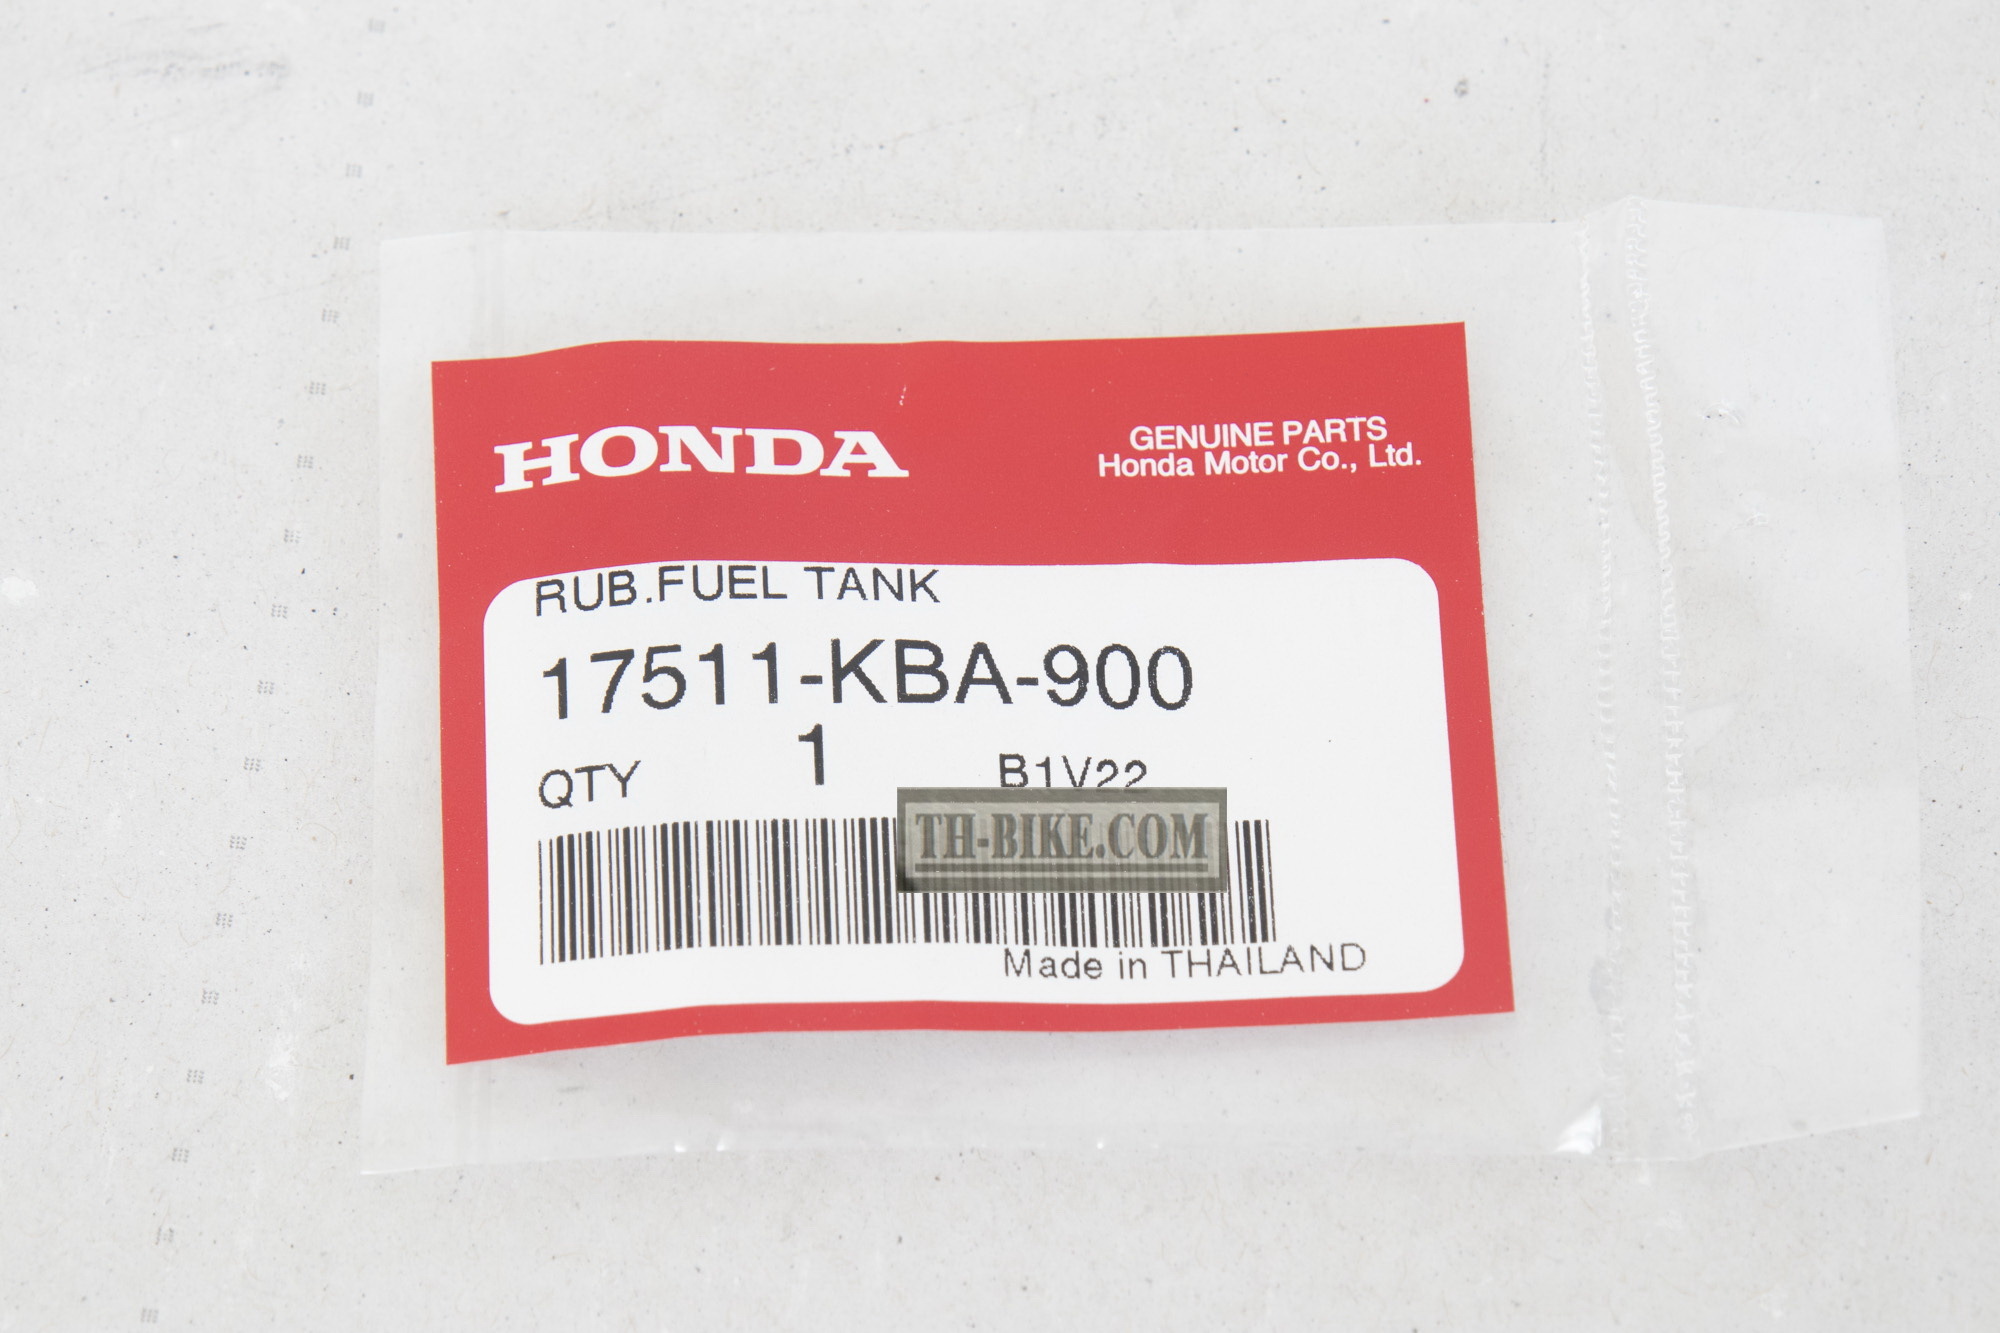 HONDA
GENUINE PARTS
Honda Motor Co., Ltd.
RUB.FUEL TANK
17511-KBA-900
QTY 1 B1V22
TH-BIKE.COM
Made in THAILAND